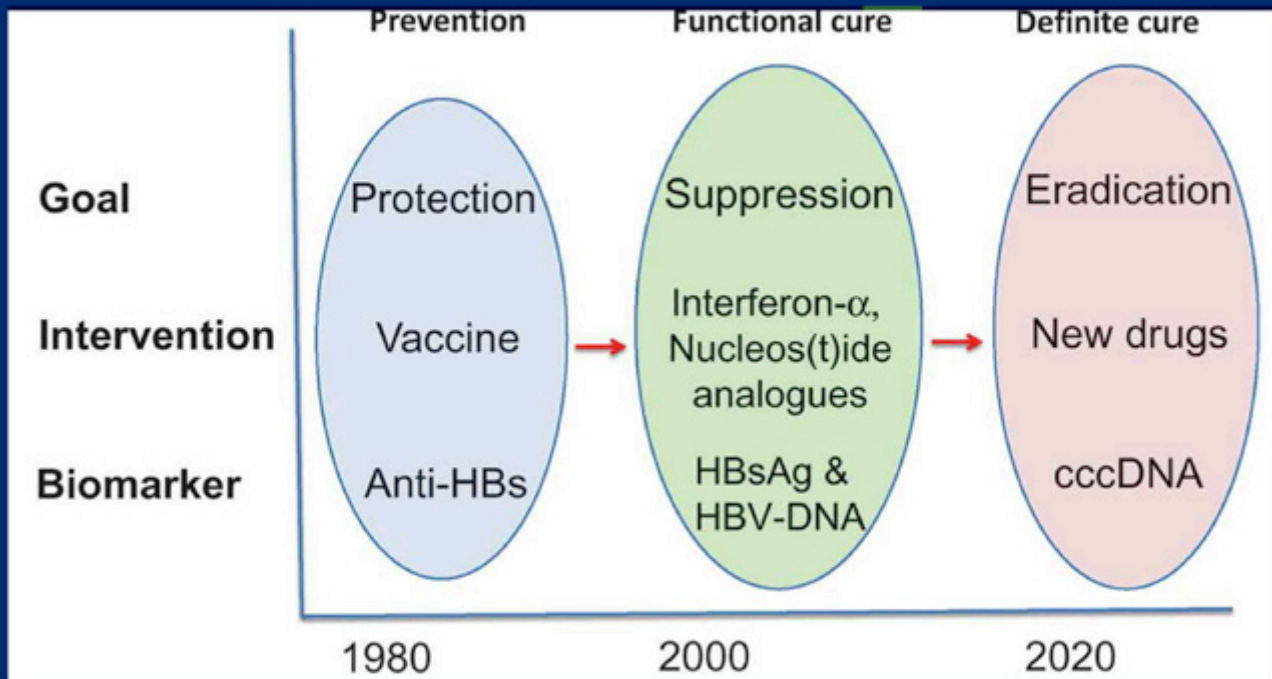 Prevention Functional cure Definite cure
Goal Protection Suppression Eradication
Intervention Vaccine Interferon-α,
Nucleos(t)ide
analogues New drugs
Biomarker Anti-HBs HBsAg &
HBV-DNA cccDNA
1980 2000 2020